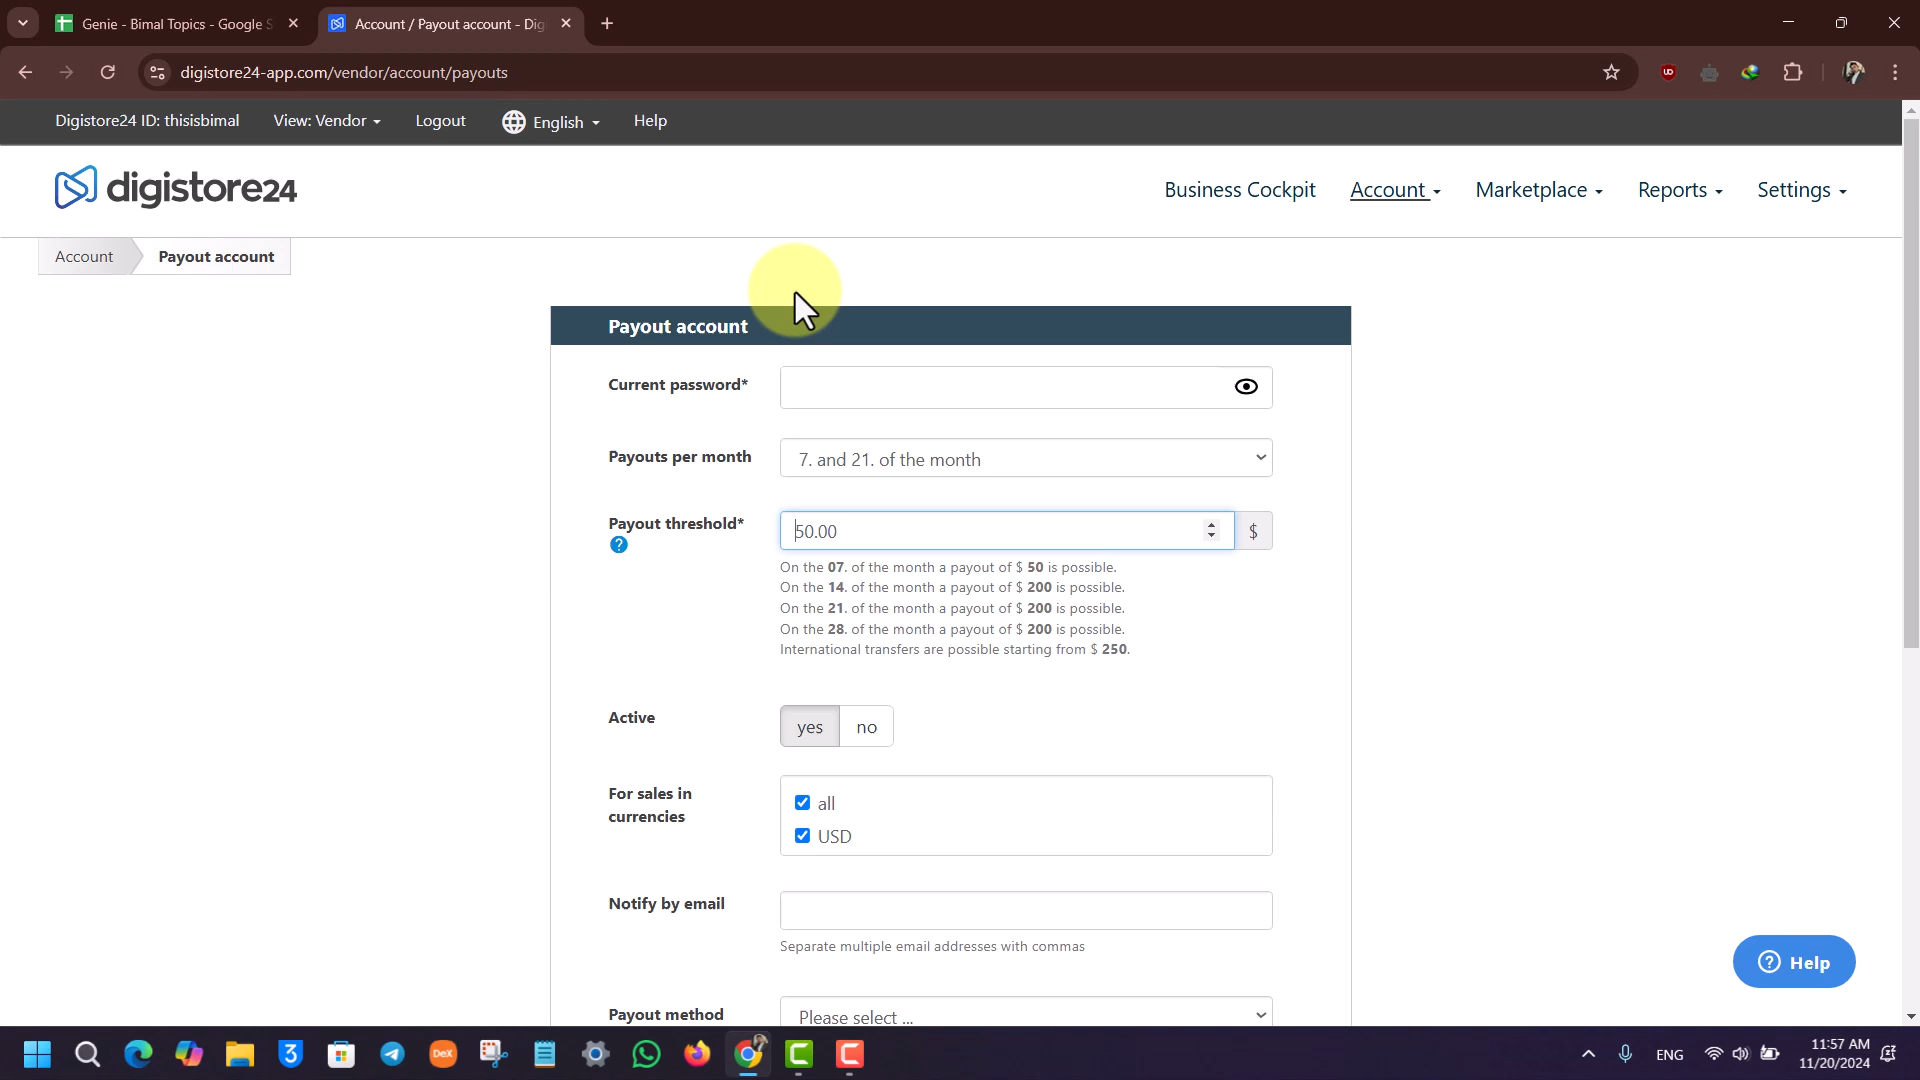 Genie - Bimal Topics - Google S
Account / Payout account - Dig
digistore24-app.com/vendor/account/payouts
UD
Digistore24 ID: thisisbimal
View: Vendor
Logout
English
Help
digistore24
Business Cockpit
Account
Marketplace
Reports
Settings
Account
Payout account
Payout account
Current password*
Payouts per month
7. and 21. of the month
Payout threshold*
?
50.00
$
On the 07. of the month a payout of $ 50 is possible.
On the 14. of the month a payout of $ 200 is possible.
On the 21. of the month a payout of $ 200 is possible.
On the 28. of the month a payout of $ 200 is possible.
International transfers are possible starting from $ 250.
Active
yes
no
For sales in
currencies
all
USD
Notify by email
Separate multiple email addresses with commas
Payout method
Please select ...
? Help
3
DeX
ENG
11:57 AM
11/20/2024